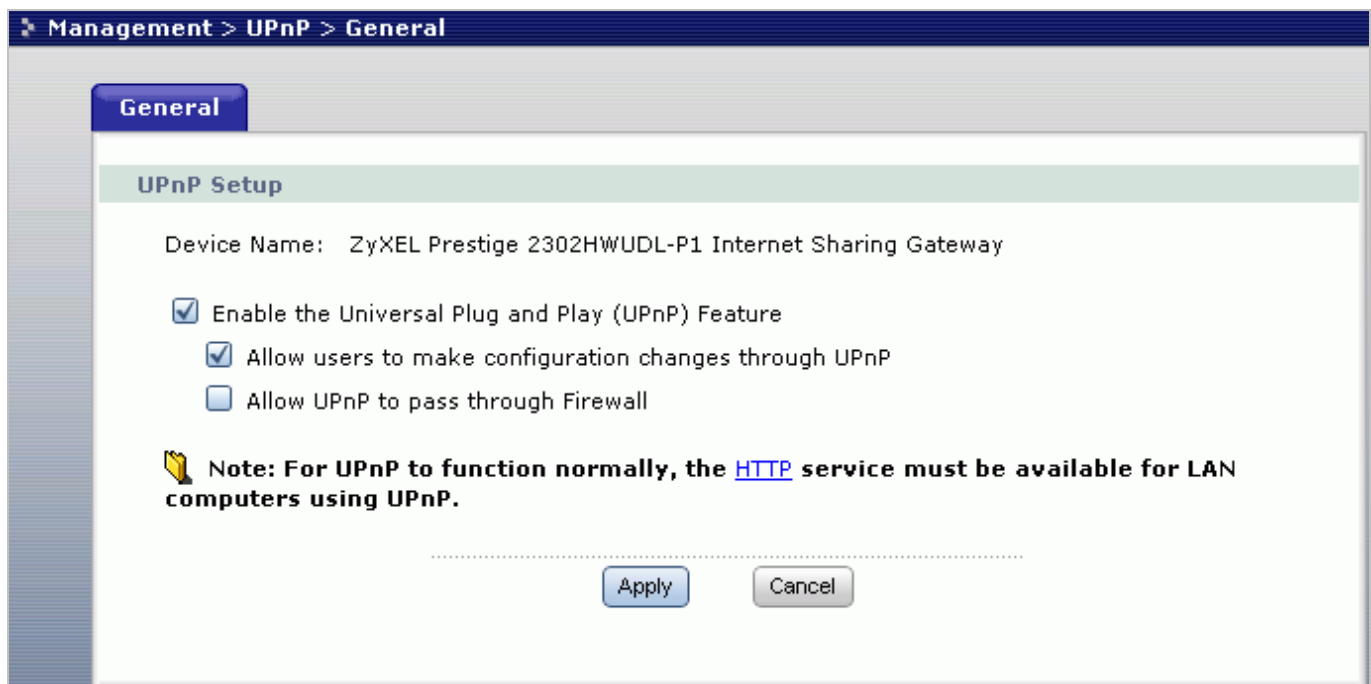 Management > UPnP > General
General
UPnP Setup
Device Name: ZyXEL Prestige 2302HWUDL-P1 Internet Sharing Gateway
Enable the Universal Plug and Play (UPnP) Feature
Allow users to make configuration changes through UPnP
Allow UPnP to pass through Firewall
Note: For UPnP to function normally, the HTTP service must be available for LAN
computers using UPnP.
Apply Cancel